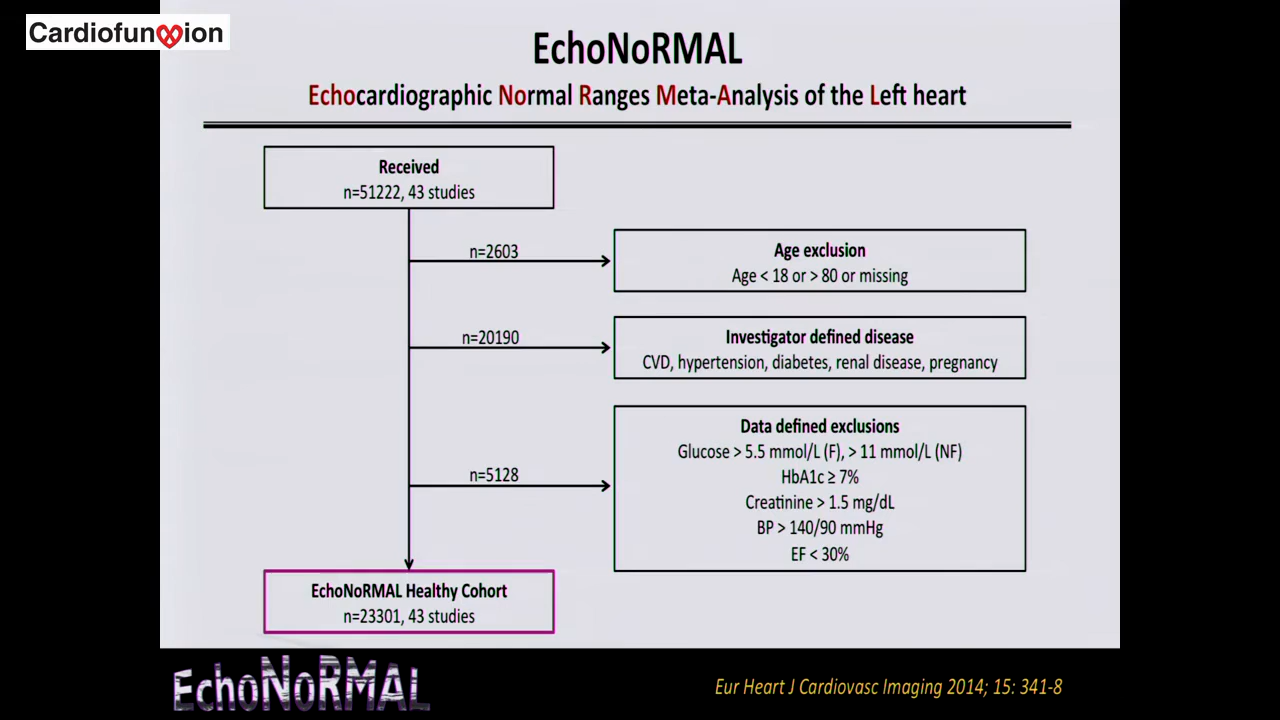 Cardiofunxion
EchoNoRMAL
Echocardiographic Normal Ranges Meta-Analysis of the Left heart
Received
n=51222, 43 studies
n=2603
Age exclusion
Age < 18 or > 80 or missing
n=20190
Investigator defined disease
CVD, hypertension, diabetes, renal disease, pregnancy
n=5128
Data defined exclusions
Glucose > 5.5 mmol/L (F), > 11 mmol/L (NF)
HbA1c ≥ 7%
Creatinine > 1.5 mg/dL
BP > 140/90 mmHg
EF < 30%
EchoNoRMAL Healthy Cohort
n=23301, 43 studies
EchoNoRMAL
Eur Heart J Cardiovasc Imaging 2014; 15: 341-8